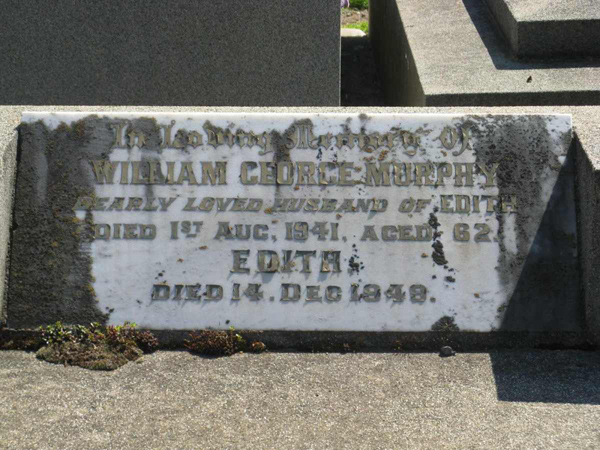 In Loving Memory of
WILLIAM GEORGE MURPHY
DEARLY LOVED HUSBAND OF EDITH
DIED 1ST AUG. 1941. AGED 62.
EDITH
DIED 14. DEC 1949.